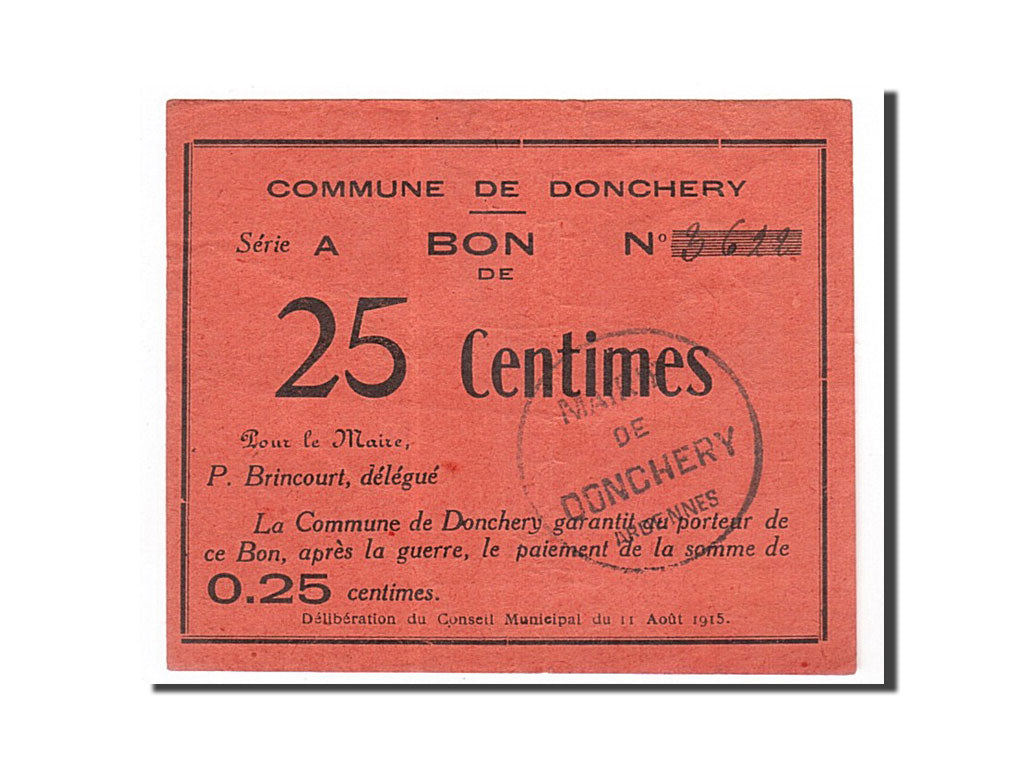 COMMUNE DE DONCHERY
Série A BON Nº 3622
DE
25 Centimes
Pour le Maire,
P. Brincourt, délégué
La Commune de Donchery garantit au porteur de
ce Bon, après la guerre, le paiement de la somme de
0.25 centimes.
Délibération du Conseil Municipal du 11 Août 1915.
MAIRIE
DE
DONCHERY
ARDENNES